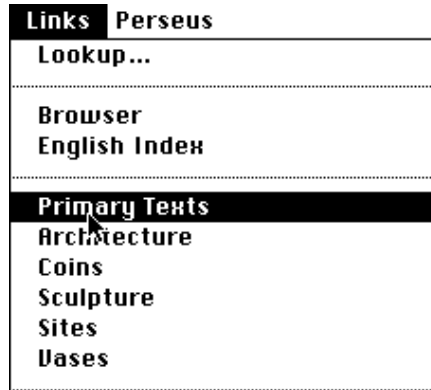 Links Perseus
Lookup...
Browser
English Index
Primary Texts
Architecture
Coins
Sculpture
Sites
Vases